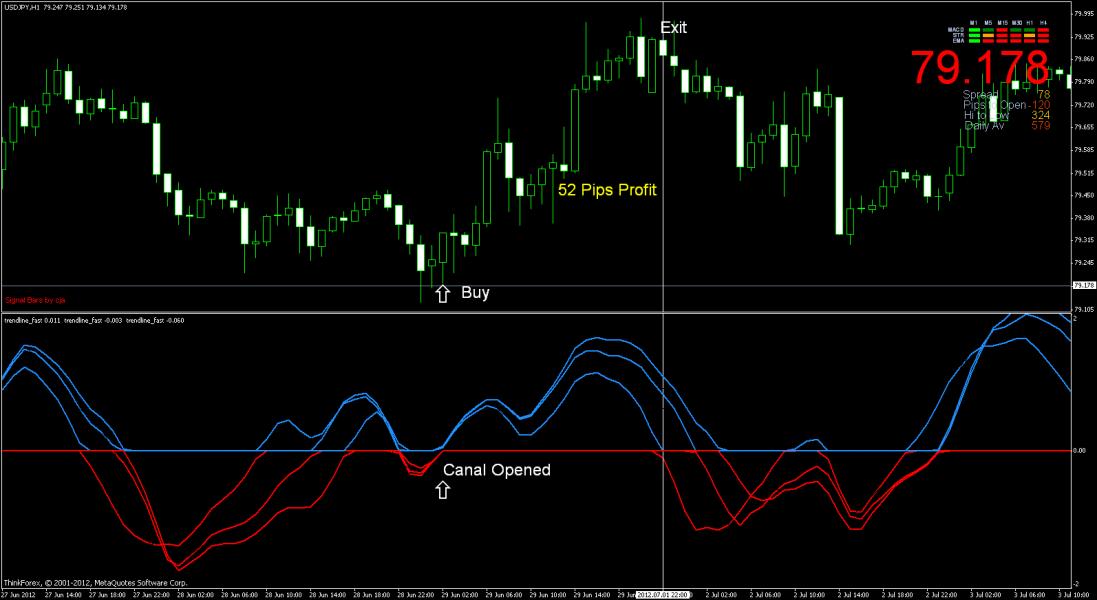 USDJPY,H1 79.247 79.251 79.134 79.178
79.995
79.925
79.860
79.790
79.720
79.655
79.585
79.515
79.450
79.380
79.315
79.245
79.178
79.105
Exit
M1 M5 M15 M30 H1 H4
MACD
STR
EMA
79.178
Spread 78
Pips to Open -120
Hi to Low 324
Daily Av 579
52 Pips Profit
Buy
Signal Bars by cja
trendline_fast 0.011 trendline_fast -0.003 trendline_fast -0.060
2
0.00
-2
Canal Opened
ThinkForex, © 2001-2012, MetaQuotes Software Corp.
27 Jun 2012 27 Jun 14:00 27 Jun 18:00 27 Jun 22:00 28 Jun 02:00 28 Jun 06:00 28 Jun 10:00 28 Jun 14:00 28 Jun 18:00 28 Jun 22:00 29 Jun 02:00 29 Jun 06:00 29 Jun 10:00 29 Jun 14:00 29 Jun 2012.07.01 22:00 2 Jul 02:00 2 Jul 06:00 2 Jul 10:00 2 Jul 14:00 2 Jul 18:00 2 Jul 22:00 3 Jul 02:00 3 Jul 06:00 3 Jul 10:00